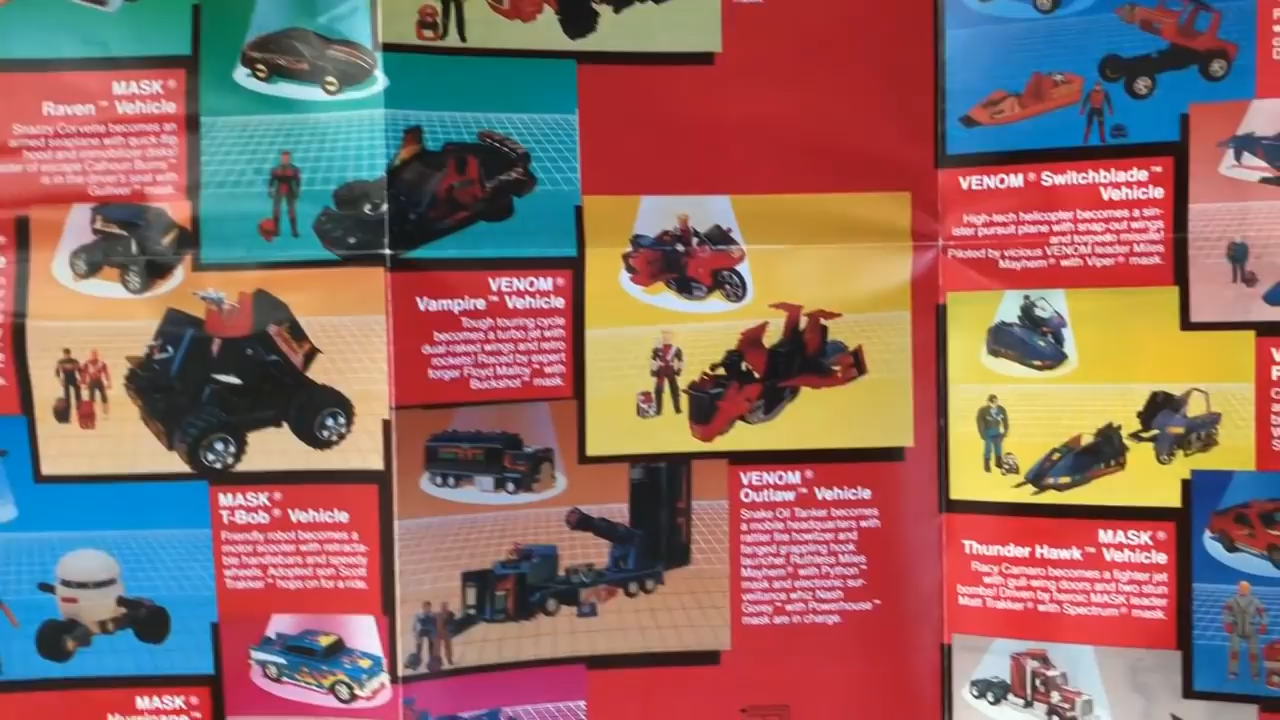 MASK®
Raven™ Vehicle
Snazzy Corvette becomes an
armed seaplane with quick-flip
hood and immobilizer disks!
of escape Calhoun Burns™
is in the driver's seat with
Gulliver™ mask.
VENOM®
Vampire™ Vehicle
Tough touring cycle
becomes a turbo jet with
dual-raked wings and retro
rockets! Raced by expert
forger Floyd Malloy™ with
Buckshot™ mask.
MASK®
T-Bob® Vehicle
Friendly robot becomes a
motor scooter with retracta-
ble handlebars and speedy
wheels. Adopted son Scott
Trakker™ hops on for a ride.
MASK®
Hurricane™
VENOM®
Outlaw™ Vehicle
Snake Oil Tanker becomes
a mobile headquarters with
rattler fire howitzer and
fanged grappling hook
launcher. Ruthless Miles
Mayhem® with Python™
mask and electronic sur-
veillance whiz Nash
Gorey™ with Powerhouse™
mask are in charge.
VENOM® Switchblade™
Vehicle
High-tech helicopter becomes a sin-
ister pursuit plane with snap-out wings
and torpedo missile!
Piloted by vicious VENOM leader Miles
Mayhem® with Viper® mask.
MASK®
Thunder Hawk™ Vehicle
Racy Camaro becomes a fighter jet
with gull-wing doors and two stun
bombs! Driven by heroic MASK leader
Matt Trakker® with Spectrum® mask.